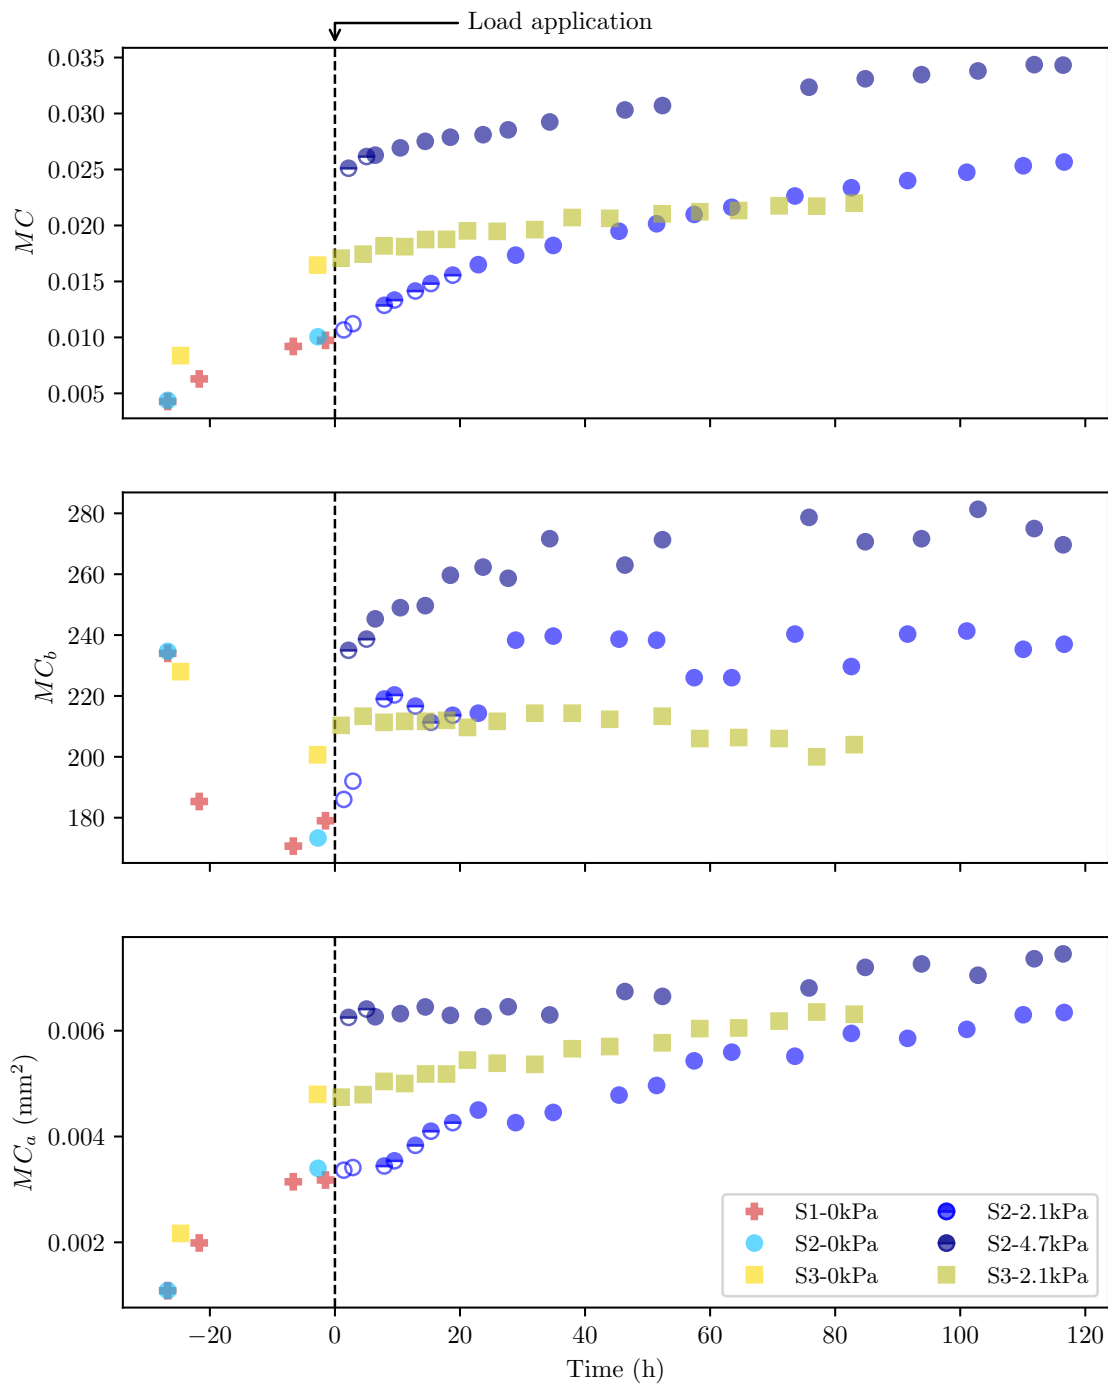 Load application
0.035
0.030
0.025
0.020
0.015
0.010
0.005
MC
280
260
240
220
200
180
MC_b
0.006
0.004
0.002
MC_a (mm²)
S1-0kPa
S2-0kPa
S3-0kPa
S2-2.1kPa
S2-4.7kPa
S3-2.1kPa
−20 0 20 40 60 80 100 120
Time (h)